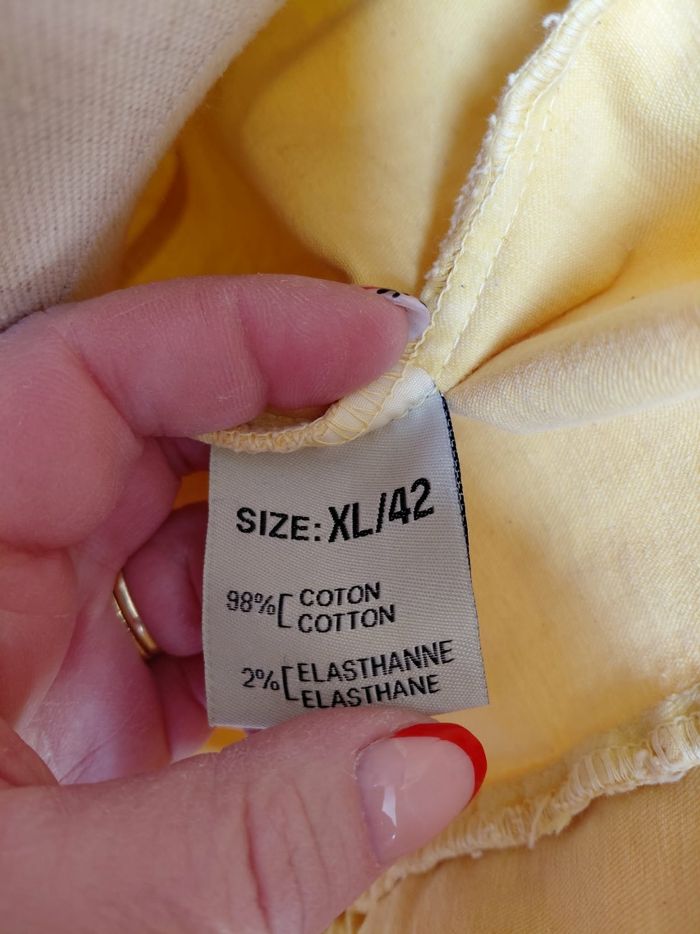 SIZE: XL/42
98%[ COTON
COTTON
2%[ ELASTHANNE
ELASTHANE